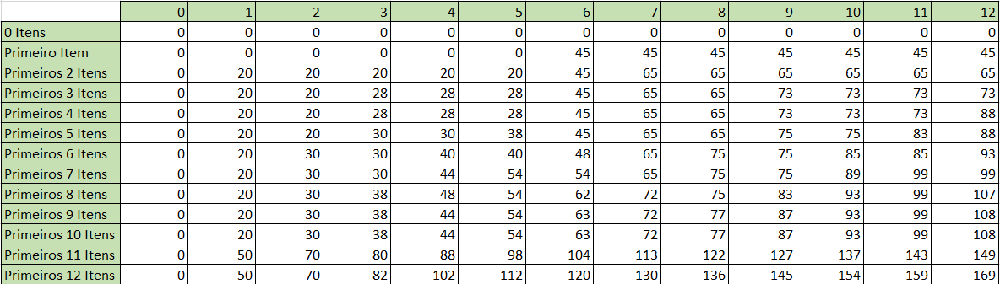 0 1 2 3 4 5 6 7 8 9 10 11 12
0 Itens 0 0 0 0 0 0 0 0 0 0 0 0 0
Primeiro Item 0 0 0 0 0 0 45 45 45 45 45 45 45
Primeiros 2 Itens 0 20 20 20 20 20 45 65 65 65 65 65 65
Primeiros 3 Itens 0 20 20 28 28 28 45 65 65 73 73 73 73
Primeiros 4 Itens 0 20 20 28 28 28 45 65 65 73 73 73 88
Primeiros 5 Itens 0 20 20 30 30 38 45 65 65 75 75 83 88
Primeiros 6 Itens 0 20 30 30 40 40 48 65 75 75 85 85 93
Primeiros 7 Itens 0 20 30 30 44 54 54 65 75 75 89 99 99
Primeiros 8 Itens 0 20 30 38 48 54 62 72 75 83 93 99 107
Primeiros 9 Itens 0 20 30 38 44 54 63 72 77 87 93 99 108
Primeiros 10 Itens 0 20 30 38 44 54 63 72 77 87 93 99 108
Primeiros 11 Itens 0 50 70 80 88 98 104 113 122 127 137 143 149
Primeiros 12 Itens 0 50 70 82 102 112 120 130 136 145 154 159 169